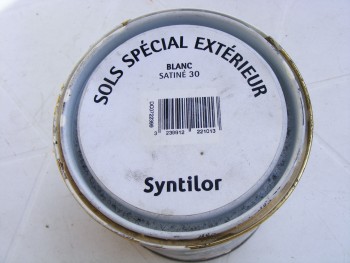 SOLS SPÉCIAL EXTÉRIEUR
BLANC
SATINÉ 30
3 239912 221013
Syntilor